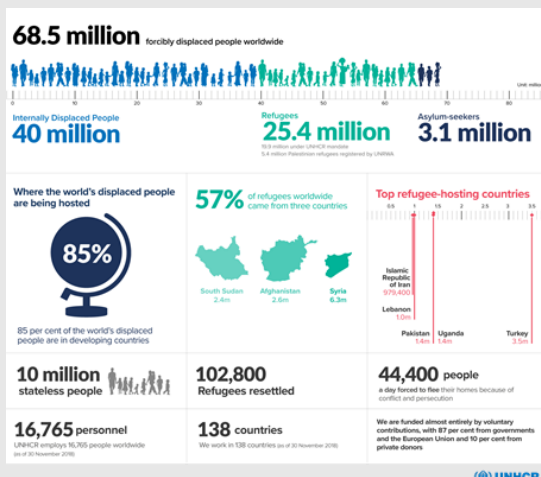 68.5 million forcibly displaced people worldwide
0 10 20 30 40 50 60 70 80
Internally Displaced People
40 million
Refugees
25.4 million
19.9 million under UNHCR mandate
5.4 million Palestinian refugees registered by UNRWA
Asylum-seekers
3.1 million
Where the world's displaced people
are being hosted
85%
85 per cent of the world's displaced
people are in developing countries
57% of refugees worldwide
came from three countries
South Sudan
2.4m
Afghanistan
2.6m
Syria
6.3m
Top refugee-hosting countries
0.5 1 1.5 2 2.5 3 3.5
Islamic
Republic
of Iran
979,400
Lebanon
1.0m
Pakistan
1.4m
Uganda
1.4m
Turkey
3.5m
10 million
stateless people
102,800
Refugees resettled
44,400 people
a day forced to flee their homes because of
conflict and persecution
16,765 personnel
UNHCR employs 16,765 people worldwide
(as of 30 November 2018)
138 countries
We work in 138 countries (as of 30 November 2018)
We are funded almost entirely by voluntary
contributions, with 87 per cent from governments
and the European Union and 10 per cent from
private donors
UNHCR